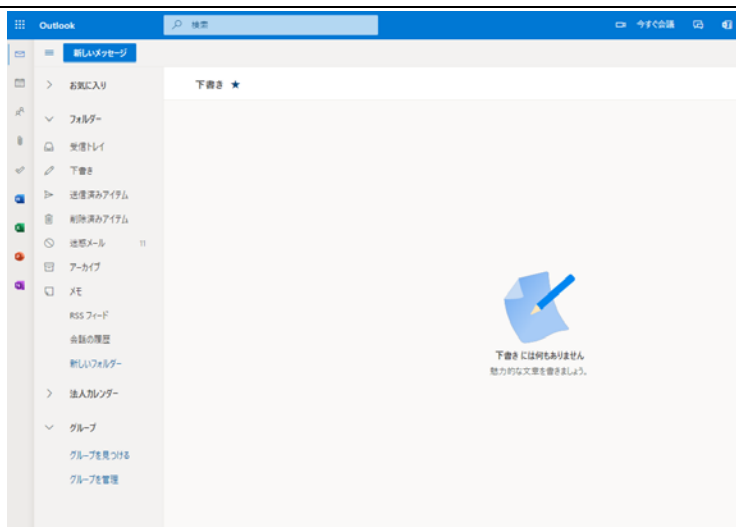 Outlook
検索
今すぐ会議
新しいメッセージ
お気に入り
下書き ★
フォルダー
受信トレイ
下書き
送信済みアイテム
削除済みアイテム
迷惑メール 11
アーカイブ
メモ
RSS フィード
会話の履歴
新しいフォルダー
下書き には何もありません
魅力的な文章を書きましょう。
法人カレンダー
グループ
グループを見つける
グループを管理